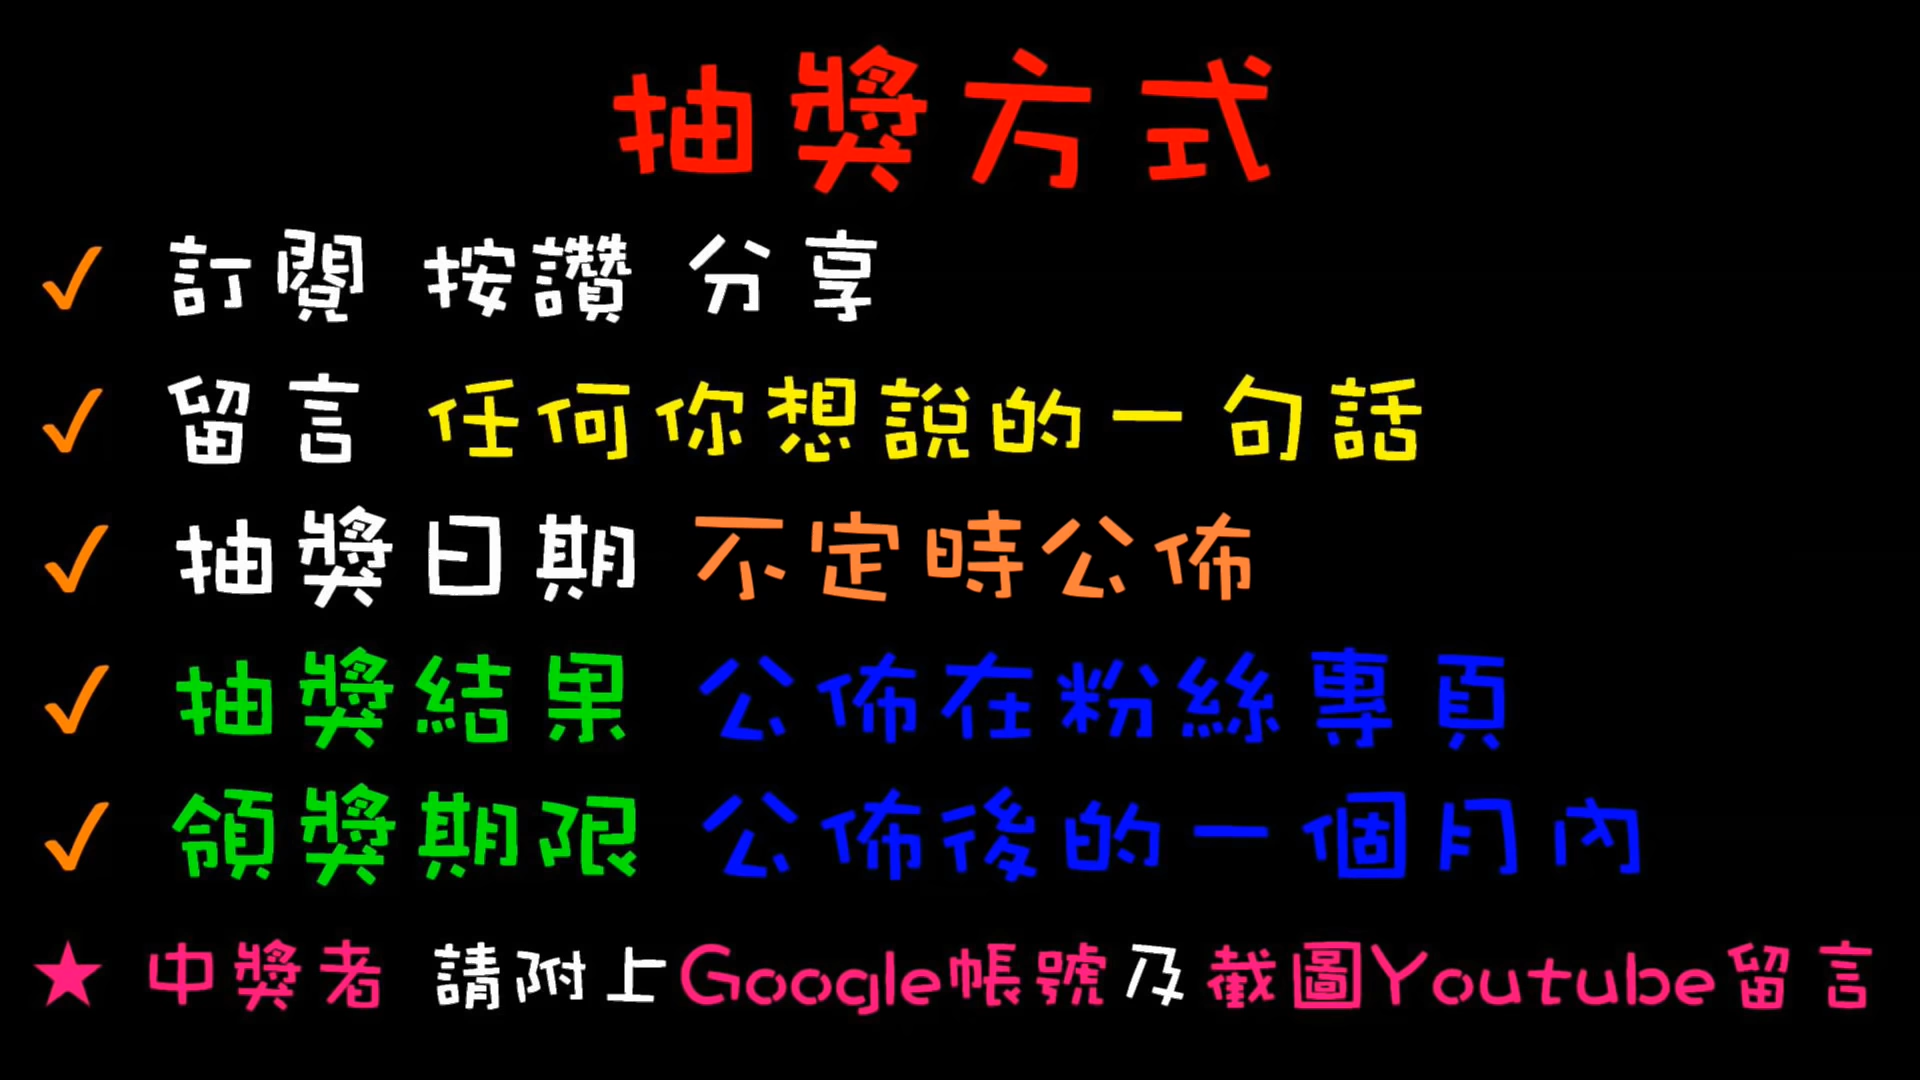 抽獎方式
✓ 訂閱 按讚 分享
✓ 留言 任何你想說的一句話
✓ 抽獎日期 不定時公佈
✓ 抽獎結果 公佈在粉絲專頁
✓ 領獎期限 公佈後的一個月內
★ 中獎者 請附上Google帳號及截圖Youtube留言